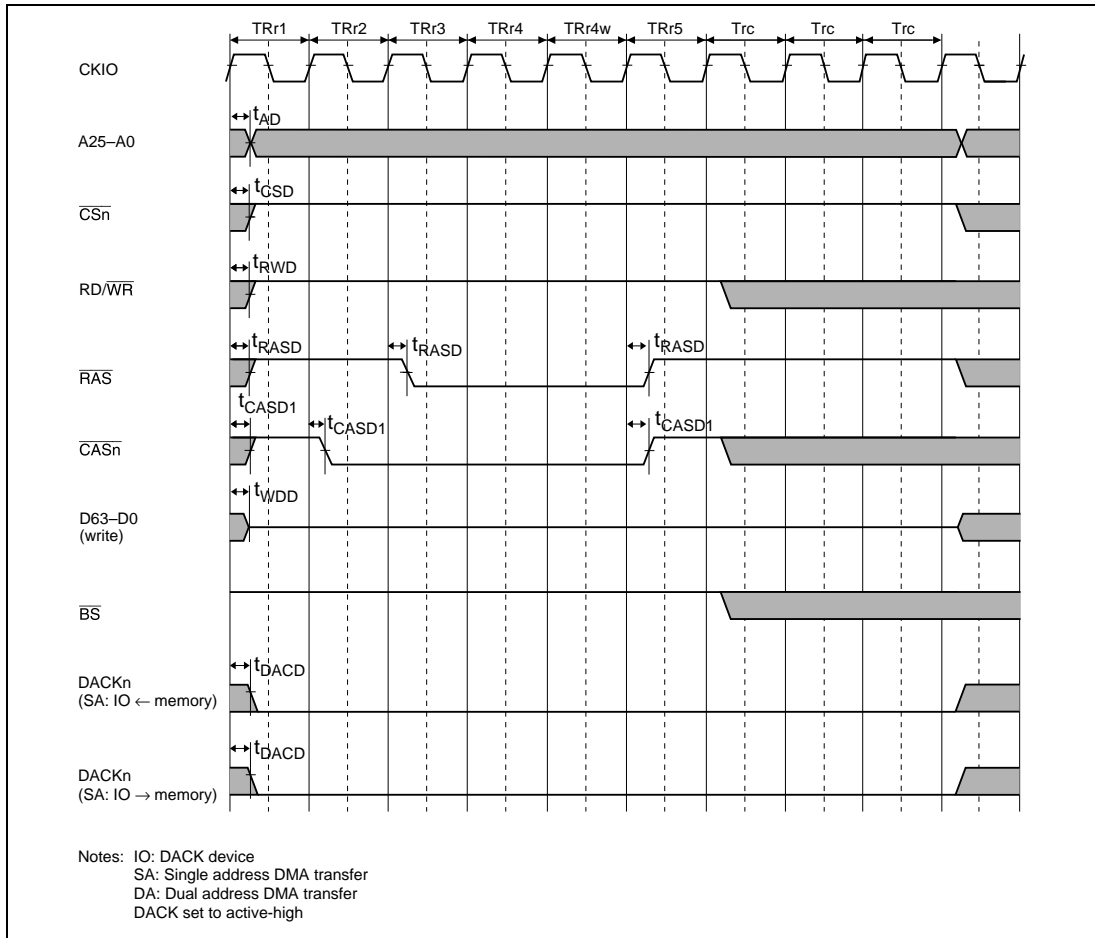 TRr1 TRr2 TRr3 TRr4 TRr4w TRr5 Trc Trc Trc
CKIO
tAD
A25–A0
tCSD
CSn
tRWD
RD/WR
tRASD tRASD tRASD
RAS
tCASD1 tCASD1 tCASD1
CASn
tWDD
D63–D0
(write)
BS
tDACD
DACKn
(SA: IO ← memory)
tDACD
DACKn
(SA: IO → memory)
Notes: IO: DACK device
SA: Single address DMA transfer
DA: Dual address DMA transfer
DACK set to active-high